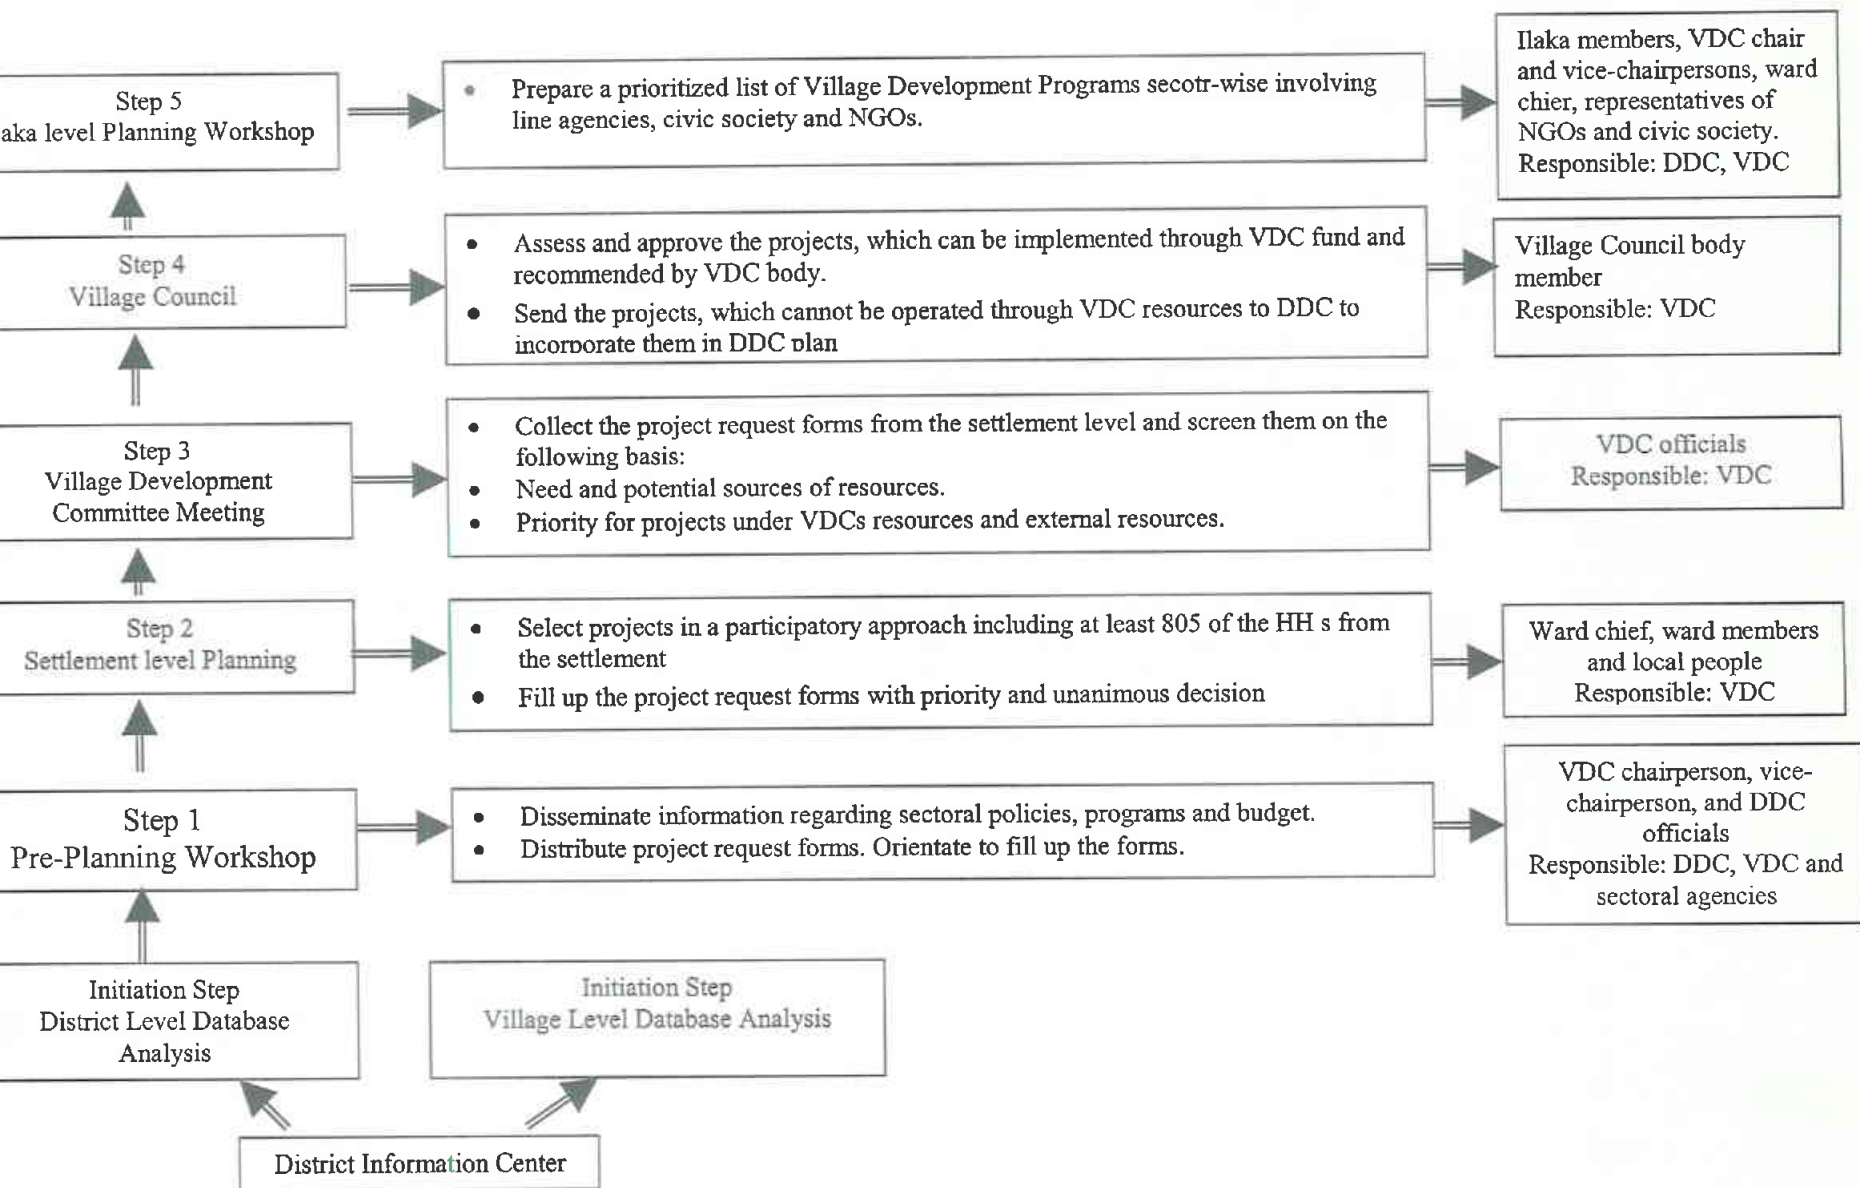 Step 5
aka level Planning Workshop
• Prepare a prioritized list of Village Development Programs secotr-wise involving
line agencies, civic society and NGOs.
Ilaka members, VDC chair
and vice-chairpersons, ward
chier, representatives of
NGOs and civic society.
Responsible: DDC, VDC
Step 4
Village Council
• Assess and approve the projects, which can be implemented through VDC fund and
recommended by VDC body.
• Send the projects, which cannot be operated through VDC resources to DDC to
incorporate them in DDC plan
Village Council body
member
Responsible: VDC
Step 3
Village Development
Committee Meeting
• Collect the project request forms from the settlement level and screen them on the
following basis:
• Need and potential sources of resources.
• Priority for projects under VDCs resources and external resources.
VDC officials
Responsible: VDC
Step 2
Settlement level Planning
• Select projects in a participatory approach including at least 805 of the HH s from
the settlement
• Fill up the project request forms with priority and unanimous decision
Ward chief, ward members
and local people
Responsible: VDC
Step 1
Pre-Planning Workshop
• Disseminate information regarding sectoral policies, programs and budget.
• Distribute project request forms. Orientate to fill up the forms.
VDC chairperson, vice-
chairperson, and DDC
officials
Responsible: DDC, VDC and
sectoral agencies
Initiation Step
District Level Database
Analysis
Initiation Step
Village Level Database Analysis
District Information Center